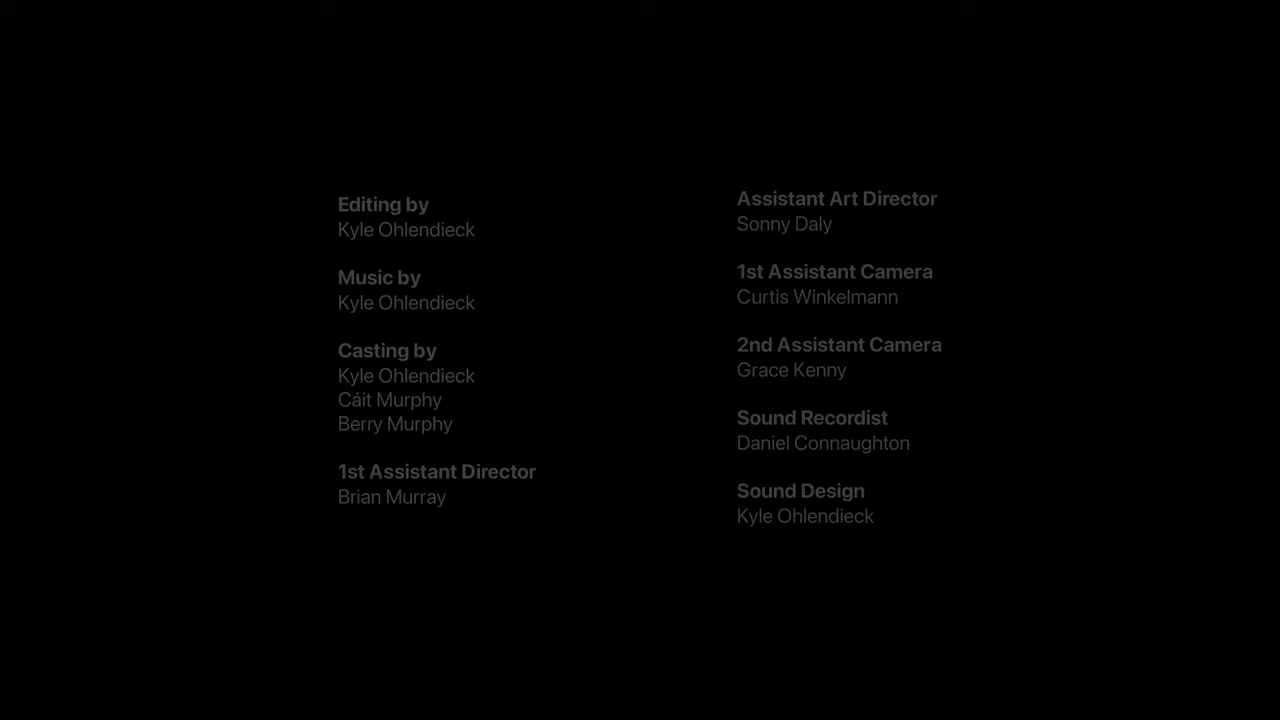 Editing by
Kyle Ohlendieck
Music by
Kyle Ohlendieck
Casting by
Kyle Ohlendieck
Cáit Murphy
Berry Murphy
1st Assistant Director
Brian Murray
Assistant Art Director
Sonny Daly
1st Assistant Camera
Curtis Winkelmann
2nd Assistant Camera
Grace Kenny
Sound Recordist
Daniel Connaughton
Sound Design
Kyle Ohlendieck